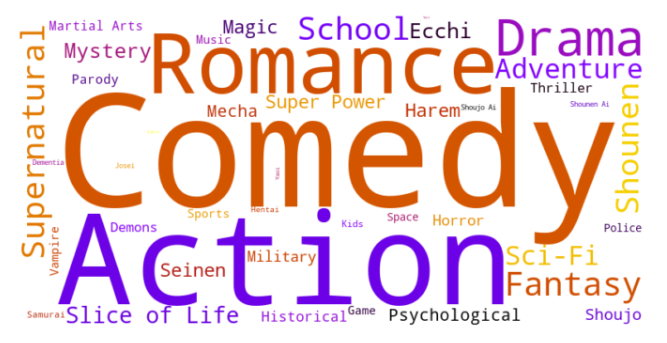 Martial Arts
Music
Magic
School
Ecchi
Drama
Mystery
Romance
Adventure
Parody
Super Power
Thriller
Supernatural
Mecha
Harem
Shoujo Ai
Shounen Ai
Shounen
Comedy
Dementia
Josei
Yaoi
Hentai
Sports
Kids
Space
Horror
Demons
Police
Action
Vampire
Seinen
Military
Sci-Fi
Fantasy
Samurai
Slice of Life
Historical
Game
Psychological
Shoujo